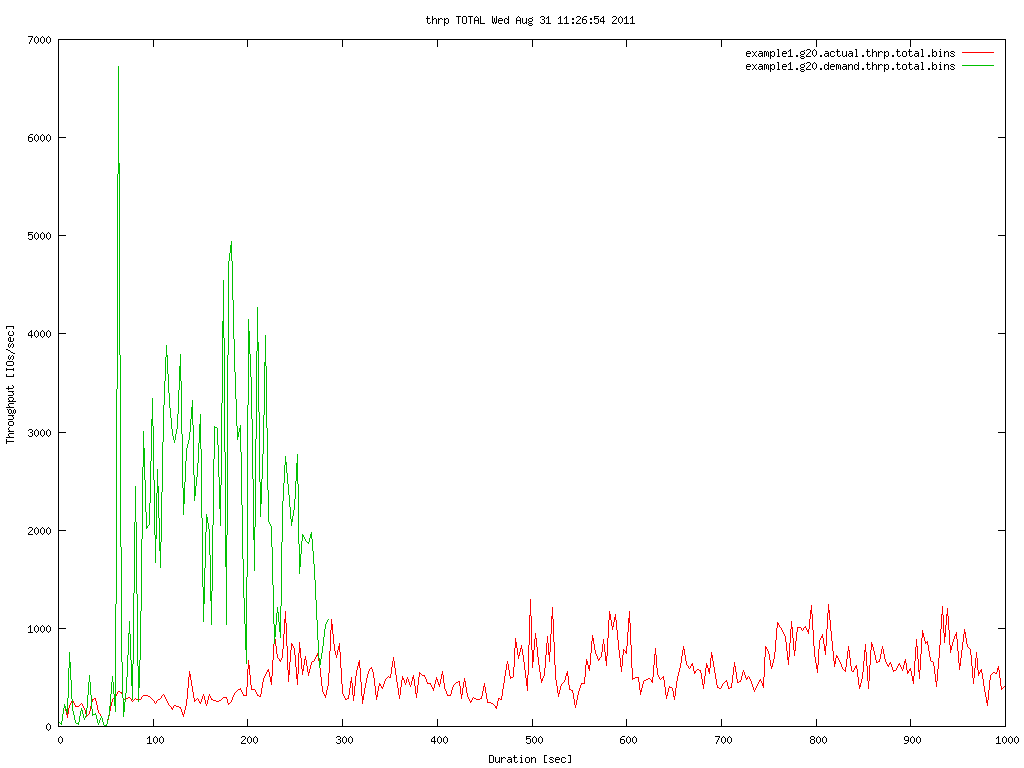 thrp TOTAL Wed Aug 31 11:26:54 2011
example1.g20.actual.thrp.total.bins
example1.g20.demand.thrp.total.bins
Throughput [IOs/sec]
7000
6000
5000
4000
3000
2000
1000
0
0 100 200 300 400 500 600 700 800 900 1000
Duration [sec]